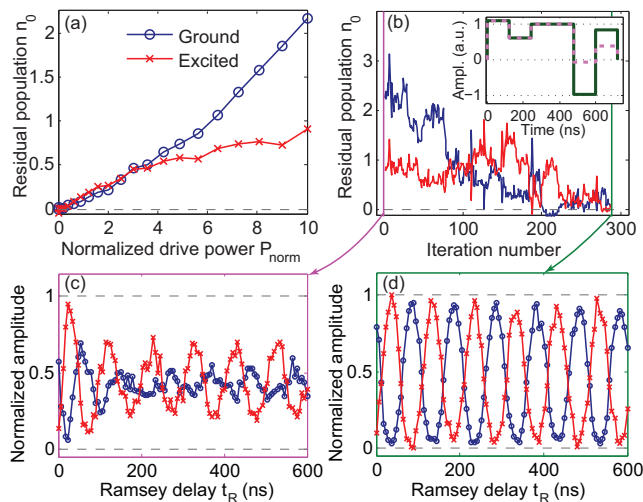 (a)
Ground
Excited
Residual population n0
2
1.5
1
0.5
0
0 2 4 6 8 10
Normalized drive power Pnorm
(b)
Residual population n0
3
2
1
0
0 100 200 300
Iteration number
Ampl. (a.u.)
1
0
−1
0 200 400 600
Time (ns)
(c)
Normalized amplitude
1
0.5
0
0 200 400 600
Ramsey delay tR (ns)
(d)
Normalized amplitude
1
0.5
0
0 200 400 600
Ramsey delay tR (ns)